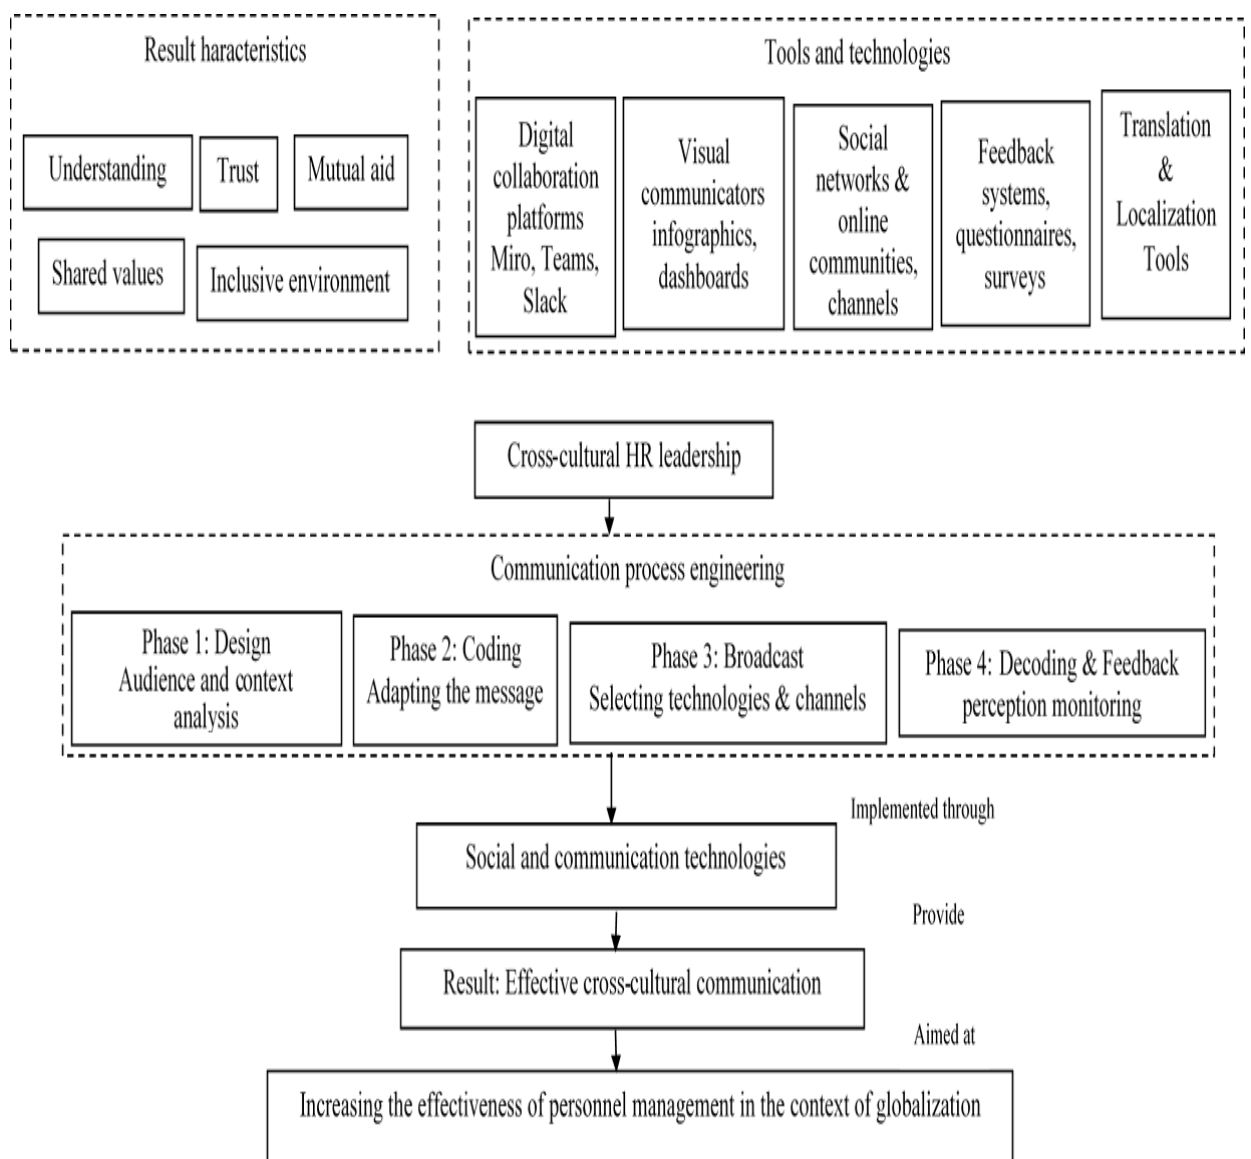 Result haracteristics
Understanding
Trust
Mutual aid
Shared values
Inclusive environment
Tools and technologies
Digital
collaboration
platforms
Miro, Teams,
Slack
Visual
communicators
infographics,
dashboards
Social
networks &
online
communities,
channels
Feedback
systems,
questionnaires,
surveys
Translation
&
Localization
Tools
Cross-cultural HR leadership
Communication process engineering
Phase 1: Design
Audience and context
analysis
Phase 2: Coding
Adapting the message
Phase 3: Broadcast
Selecting technologies & channels
Phase 4: Decoding & Feedback
perception monitoring
Implemented through
Social and communication technologies
Provide
Result: Effective cross-cultural communication
Aimed at
Increasing the effectiveness of personnel management in the context of globalization